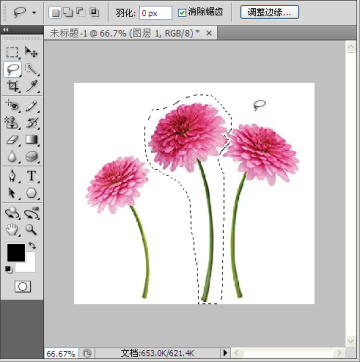 羽化: 0 px 消除锯齿 调整边缘...
未标题-1 @ 66.7% (图层 1, RGB/8) * ×
T
66.67% 文档:653.0K/621.4K